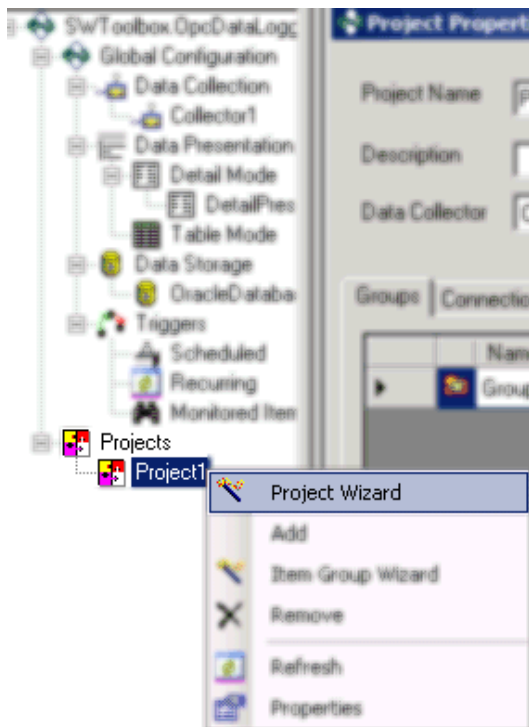 SWToolbox.OpcDataLogg
Project Propert
Global Configuration
Data Collection
Collector1
Data Presentation
Detail Mode
DetailPres
Table Mode
Data Storage
OracleDataba
Triggers
Scheduled
Recurring
Monitored Item
Projects
Project1
Project Name
Description
Data Collector
Groups
Connectio
Nam
Group
Project Wizard
Add
Item Group Wizard
Remove
Refresh
Properties